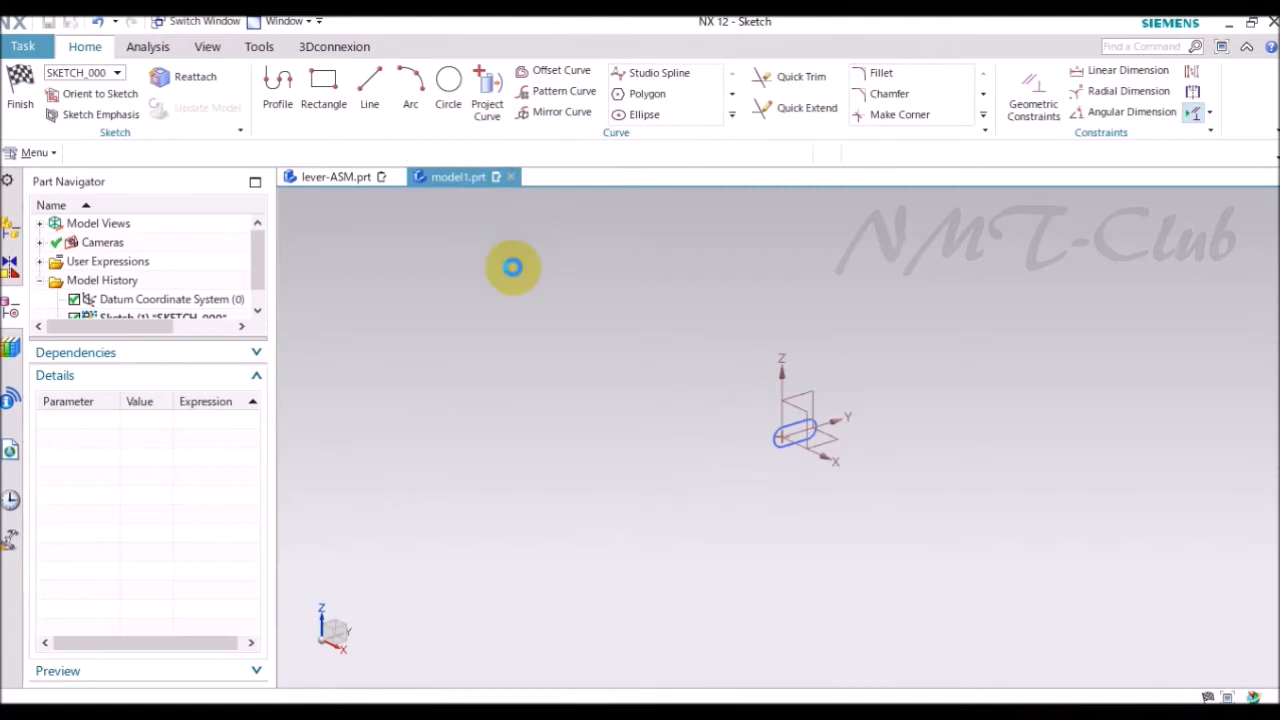 NX
Switch Window
Window
NX 12 - Sketch
SIEMENS
Task
Home
Analysis
View
Tools
3Dconnexion
Find a Command
Finish
SKETCH_000
Orient to Sketch
Sketch Emphasis
Reattach
Update Model
Sketch
Profile
Rectangle
Line
Arc
Circle
Project
Curve
Offset Curve
Pattern Curve
Mirror Curve
Studio Spline
Polygon
Ellipse
Quick Trim
Quick Extend
Fillet
Chamfer
Make Corner
Curve
Geometric
Constraints
Linear Dimension
Radial Dimension
Angular Dimension
Constraints
Menu
Part Navigator
lever-ASM.prt
model1.prt
Name
Model Views
Cameras
User Expressions
Model History
Datum Coordinate System (0)
Sketch (1) "SKETCH_000"
Dependencies
Details
Parameter
Value
Expression
Preview
NMT-Club
Z
Y
X
Z
Y
X